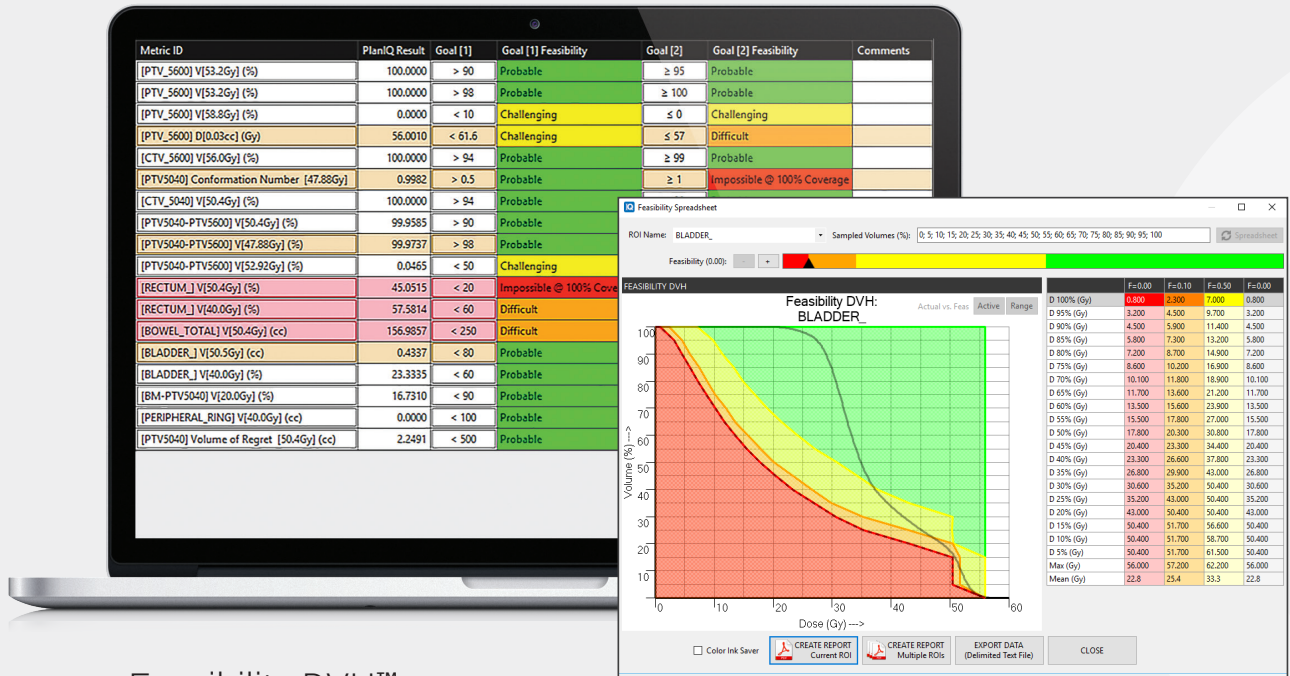 Metric ID PlanIQ Result Goal [1] Goal [1] Feasibility Goal [2] Goal [2] Feasibility Comments
[PTV_5600] V[53.2Gy] (%) 100.0000 > 90 Probable ≥ 95 Probable
[PTV_5600] V[53.2Gy] (%) 100.0000 > 98 Probable ≥ 100 Probable
[PTV_5600] V[58.8Gy] (%) 0.0000 < 10 Challenging ≤ 0 Challenging
[PTV_5600] D[0.03cc] (Gy) 56.0010 < 61.6 Challenging ≤ 57 Difficult
[CTV_5600] V[56.0Gy] (%) 100.0000 > 94 Probable ≥ 99 Probable
[PTV5040] Conformation Number [47.88Gy] 0.9982 > 0.5 Probable ≥ 1 Impossible @ 100% Coverage
[CTV_5040] V[50.4Gy] (%) 100.0000 > 94 Probable
[PTV5040-PTV5600] V[50.4Gy] (%) 99.9585 > 90 Probable
[PTV5040-PTV5600] V[47.88Gy] (%) 99.9737 > 98 Probable
[PTV5040-PTV5600] V[52.92Gy] (%) 0.0465 < 50 Challenging
[RECTUM_] V[50.4Gy] (%) 45.0515 < 20 Impossible @ 100% Cove
[RECTUM_] V[40.0Gy] (%) 57.5814 < 60 Difficult
[BOWEL_TOTAL] V[50.4Gy] (cc) 156.9857 < 250 Difficult
[BLADDER_] V[50.5Gy] (cc) 0.4337 < 80 Probable
[BLADDER_] V[40.0Gy] (%) 23.3335 < 60 Probable
[BM-PTV5040] V[20.0Gy] (%) 16.7310 < 90 Probable
[PERIPHERAL_RING] V[40.0Gy] (cc) 0.0000 < 100 Probable
[PTV5040] Volume of Regret [50.4Gy] (cc) 2.2491 < 500 Probable
IQ Feasibility Spreadsheet
ROI Name: BLADDER_ Sampled Volumes (%): 0; 5; 10; 15; 20; 25; 30; 35; 40; 45; 50; 55; 60; 65; 70; 75; 80; 85; 90; 95; 100 Spreadsheet
Feasibility (0.00): - +
FEASIBILITY DVH
Feasibility DVH:
BLADDER_
Actual vs. Feas Active Range
100
90
80
70
60
50
40
30
20
10
Volume (%) --->
0 10 20 30 40 50 60
Dose (Gy) --->
F=0.00 F=0.10 F=0.50 F=0.00
D 100% (Gy) 0.800 2.300 7.000 0.800
D 95% (Gy) 3.200 4.500 9.700 3.200
D 90% (Gy) 4.500 5.900 11.400 4.500
D 85% (Gy) 5.800 7.300 13.200 5.800
D 80% (Gy) 7.200 8.700 14.900 7.200
D 75% (Gy) 8.600 10.200 16.900 8.600
D 70% (Gy) 10.100 11.800 18.900 10.100
D 65% (Gy) 11.700 13.600 21.200 11.700
D 60% (Gy) 13.500 15.600 23.900 13.500
D 55% (Gy) 15.500 17.800 27.000 15.500
D 50% (Gy) 17.800 20.300 30.800 17.800
D 45% (Gy) 20.400 23.300 34.400 20.400
D 40% (Gy) 23.300 26.600 37.800 23.300
D 35% (Gy) 26.800 29.900 43.000 26.800
D 30% (Gy) 30.600 35.200 50.400 30.600
D 25% (Gy) 35.200 43.000 50.400 35.200
D 20% (Gy) 43.000 50.400 50.400 43.000
D 15% (Gy) 50.400 51.700 56.600 50.400
D 10% (Gy) 50.400 51.700 58.700 50.400
D 5% (Gy) 50.400 51.700 61.500 50.400
Max (Gy) 56.000 57.200 62.200 56.000
Mean (Gy) 22.8 25.4 33.3 22.8
Color Ink Saver
CREATE REPORT
Current ROI
CREATE REPORT
Multiple ROIs
EXPORT DATA
(Delimited Text File)
CLOSE